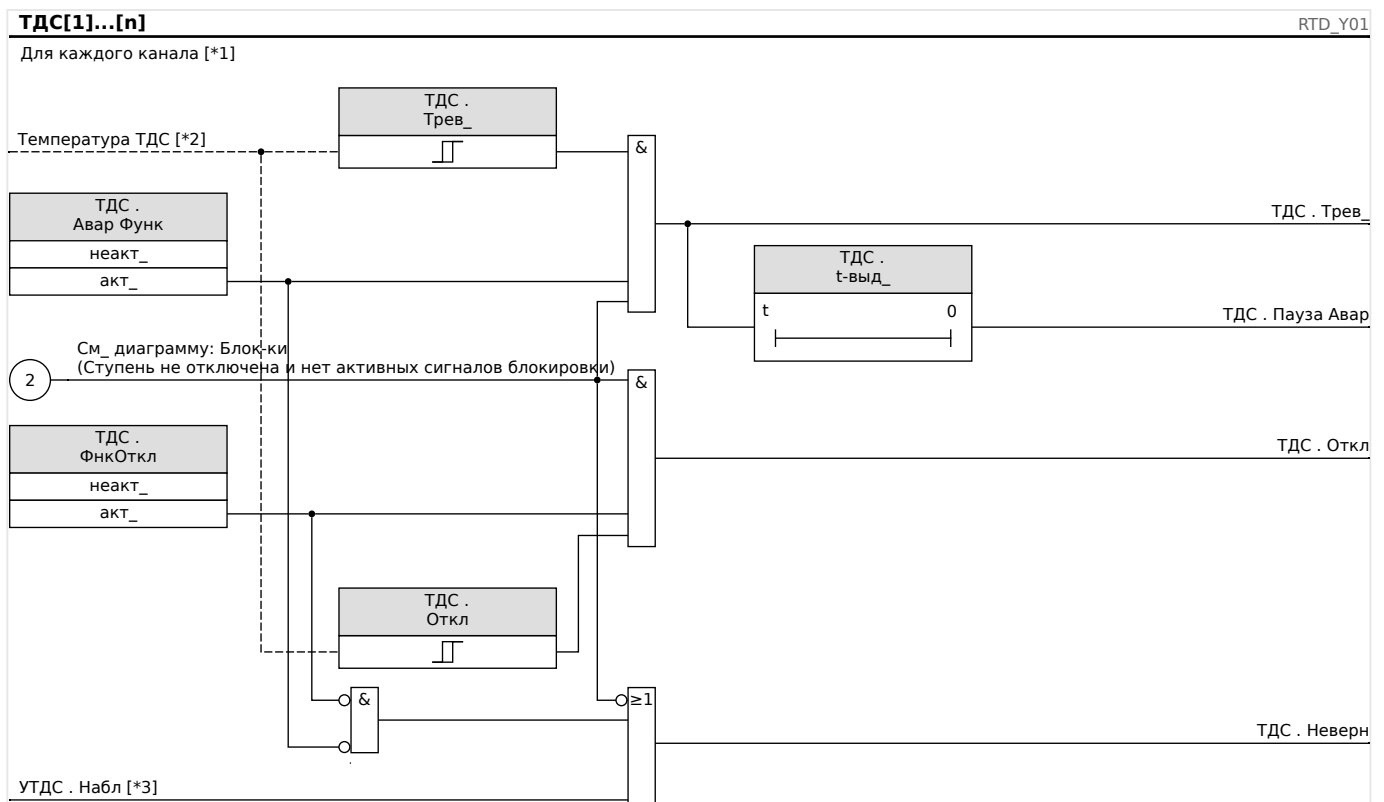 ТДС[1]...[n]
RTD_Y01
Для каждого канала [*1]
ТДС .
Трев_
Температура ТДС [*2]
&
ТДС .
Авар Функ
неакт_
акт_
ТДС . Трев_
ТДС .
t-выд_
t
0
ТДС . Пауза Авар
См_ диаграмму: Блок-ки
(Ступень не отключена и нет активных сигналов блокировки)
2
&
ТДС .
ФнкОткл
неакт_
акт_
ТДС . Откл
ТДС .
Откл
&
≥1
ТДС . Неверн
УТДС . Набл [*3]